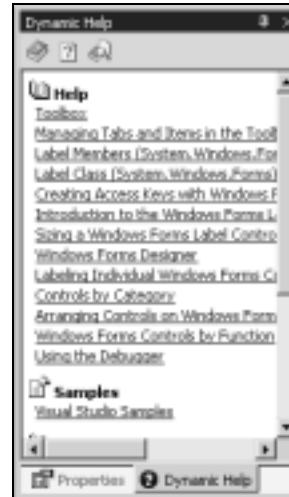 Dynamic Help
Help
Toolbox
Managing Tabs and Items in the Toolb
Label Members (System.Windows.For
Label Class (System.Windows.Forms)
Creating Access Keys with Windows F
Introduction to the Windows Forms L
Sizing a Windows Forms Label Contro
Windows Forms Designer
Labeling Individual Windows Forms Co
Controls by Category
Arranging Controls on Windows Form
Windows Forms Controls by Function
Using the Debugger
Samples
Visual Studio Samples
Properties Dynamic Help